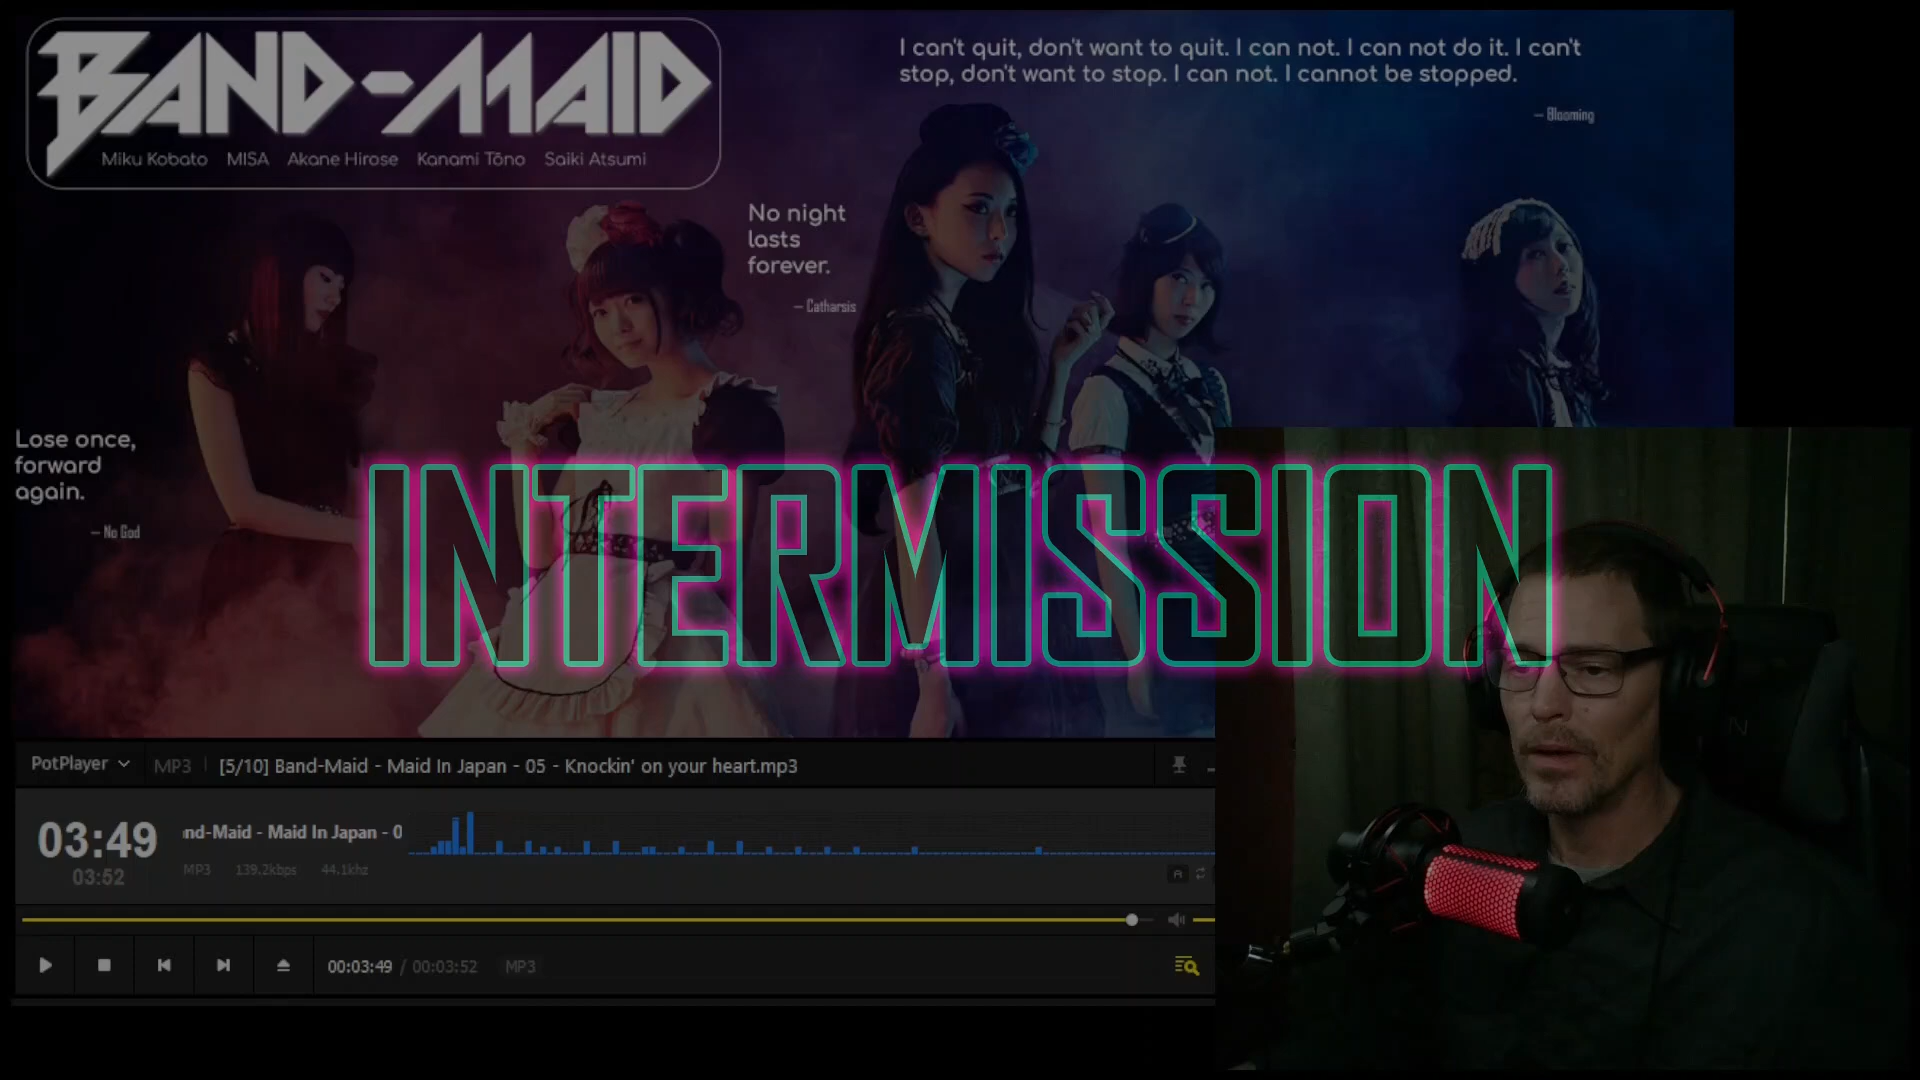 BAND-MAID
Miku Kobato MISA Akane Hirose Kanami Tōno Saiki Atsumi
I can't quit, don't want to quit. I can not. I can not do it. I can't
stop, don't want to stop. I can not. I cannot be stopped.
– Blooming
No night
lasts
forever.
– Catharsis
Lose once,
forward
again.
– No God
INTERMISSION
PotPlayer MP3 [5/10] Band-Maid - Maid In Japan - 05 - Knockin' on your heart.mp3
03:49
03:52
nd-Maid - Maid In Japan - 0
MP3 139.2kbps 44.1khz
A
00:03:49 / 00:03:52 MP3